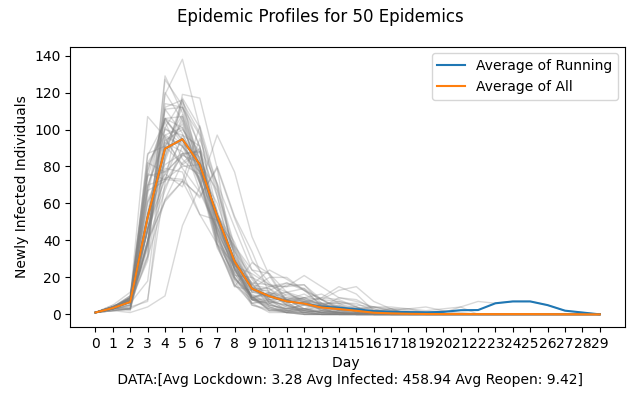 Epidemic Profiles for 50 Epidemics
140
120
100
80
60
40
20
0
Newly Infected Individuals
Average of Running
Average of All
0 1 2 3 4 5 6 7 8 9 10 11 12 13 14 15 16 17 18 19 20 21 22 23 24 25 26 27 28 29
Day
DATA:[Avg Lockdown: 3.28 Avg Infected: 458.94 Avg Reopen: 9.42]